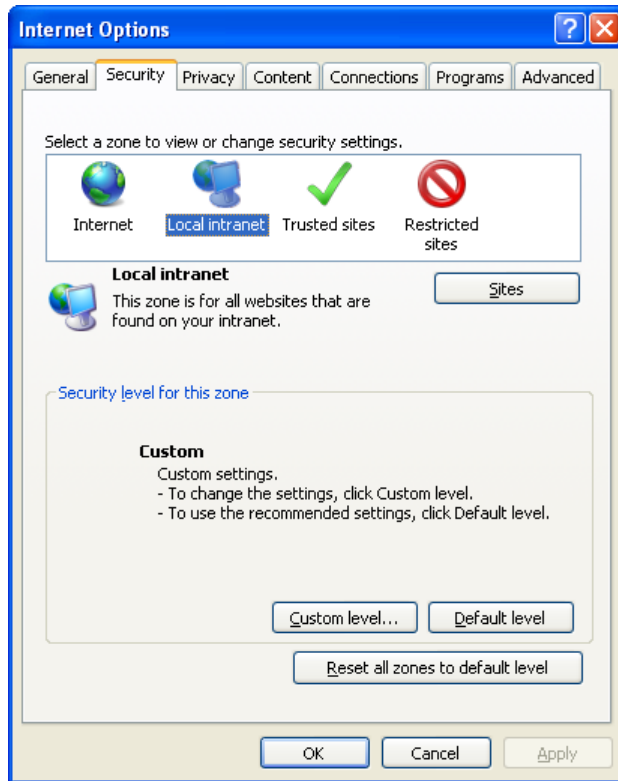 Internet Options
General Security Privacy Content Connections Programs Advanced
Select a zone to view or change security settings.
Internet Local intranet Trusted sites Restricted
sites
Local intranet
This zone is for all websites that are
found on your intranet.
Sites
Security level for this zone
Custom
Custom settings.
- To change the settings, click Custom level.
- To use the recommended settings, click Default level.
Custom level... Default level
Reset all zones to default level
OK Cancel Apply